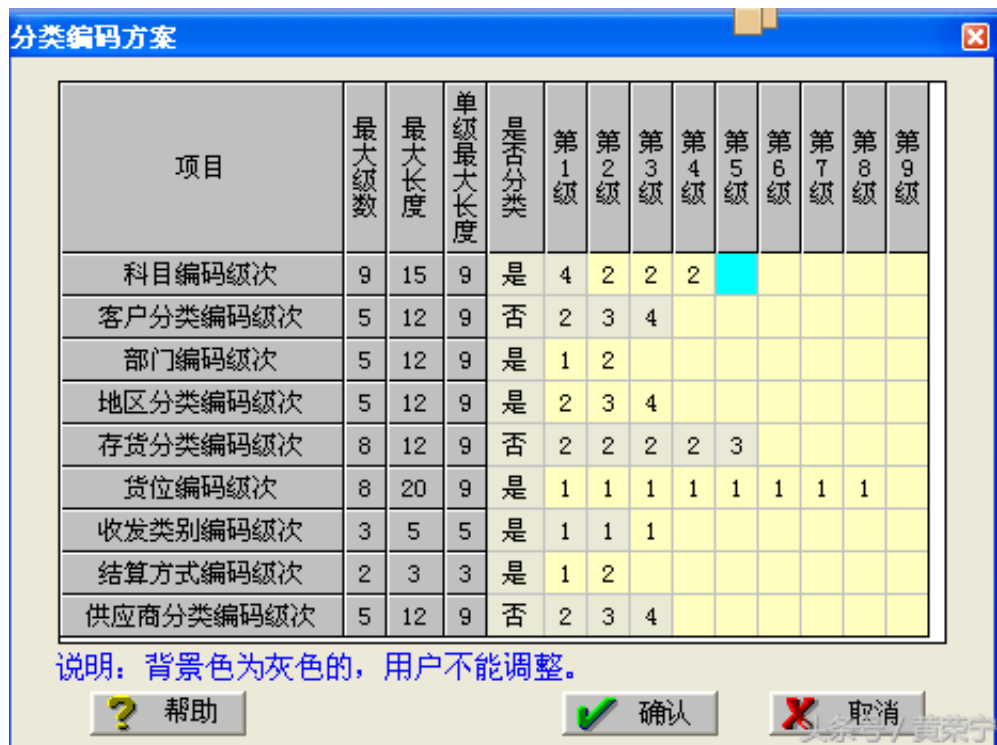 分类编码方案
项目 最大级数 最大长度 单级最大长度 是否分类 第1级 第2级 第3级 第4级 第5级 第6级 第7级 第8级 第9级
科目编码级次 9 15 9 是 4 2 2 2
客户分类编码级次 5 12 9 否 2 3 4
部门编码级次 5 12 9 是 1 2
地区分类编码级次 5 12 9 是 2 3 4
存货分类编码级次 8 12 9 否 2 2 2 2 3
货位编码级次 8 20 9 是 1 1 1 1 1 1 1 1
收发类别编码级次 3 5 5 是 1 1 1
结算方式编码级次 2 3 3 是 1 2
供应商分类编码级次 5 12 9 否 2 3 4
说明：背景色为灰色的，用户不能调整。
帮助 确认 取消
头条号 / 黄荣宁